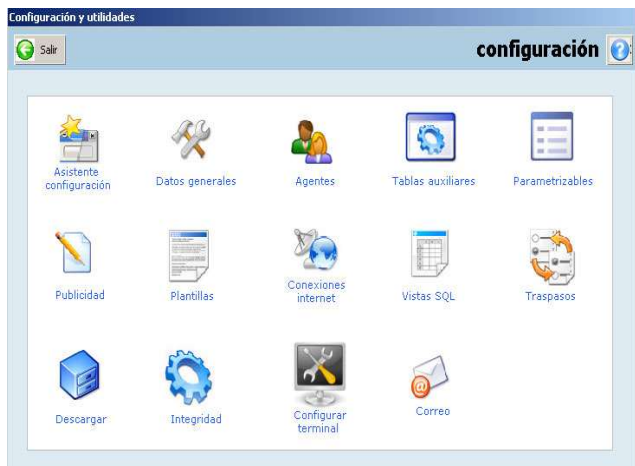 Configuración y utilidades
Salir
configuración
Asistente
configuración
Datos generales
Agentes
Tablas auxiliares
Parametrizables
Publicidad
Plantillas
Conexiones
internet
Vistas SQL
Traspasos
Descargar
Integridad
Configurar
terminal
Correo